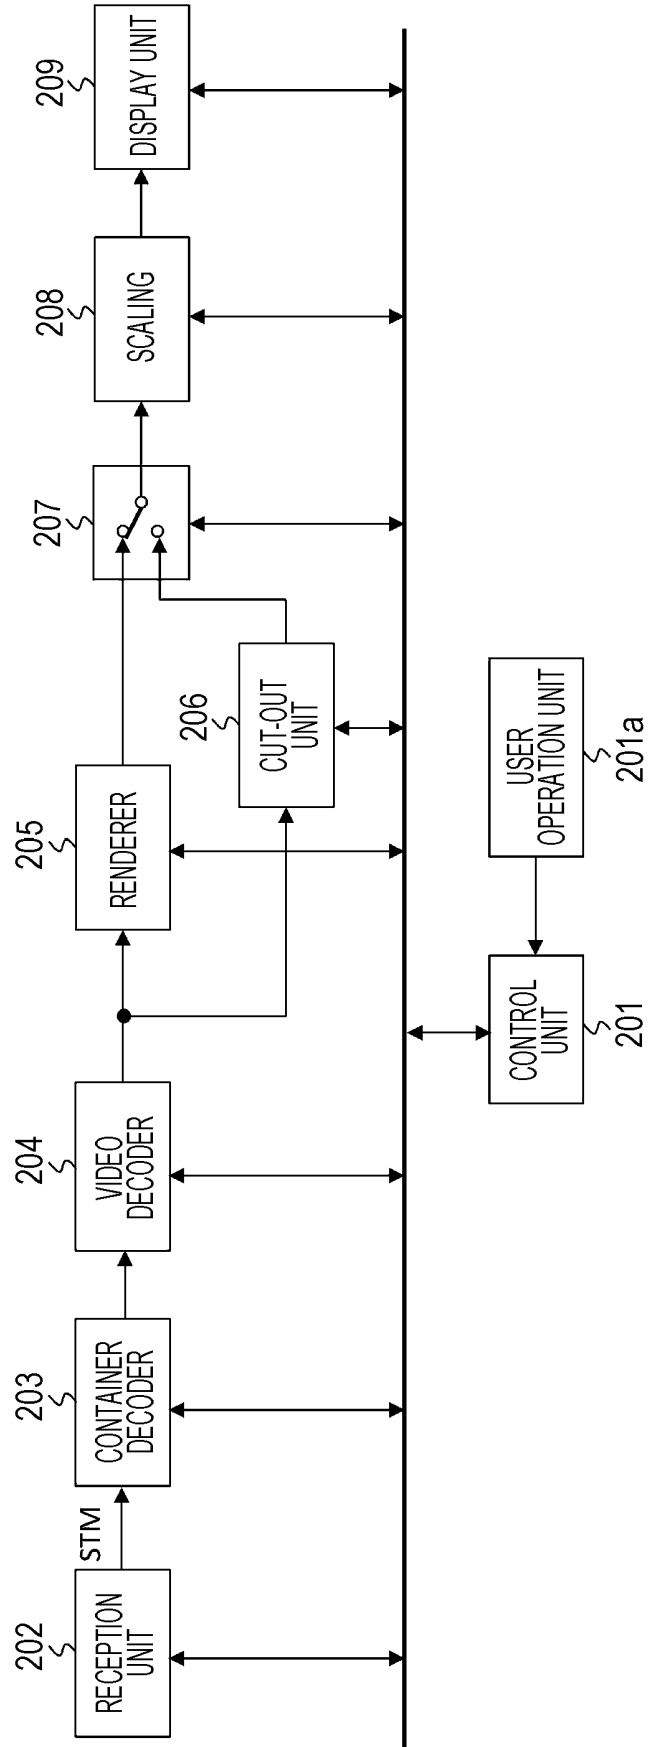 202
RECEPTION
UNIT
STM
203
CONTAINER
DECODER
204
VIDEO
DECODER
205
RENDERER
206
CUT-OUT
UNIT
207
208
SCALING
209
DISPLAY UNIT
CONTROL
UNIT
201
USER
OPERATION UNIT
201a